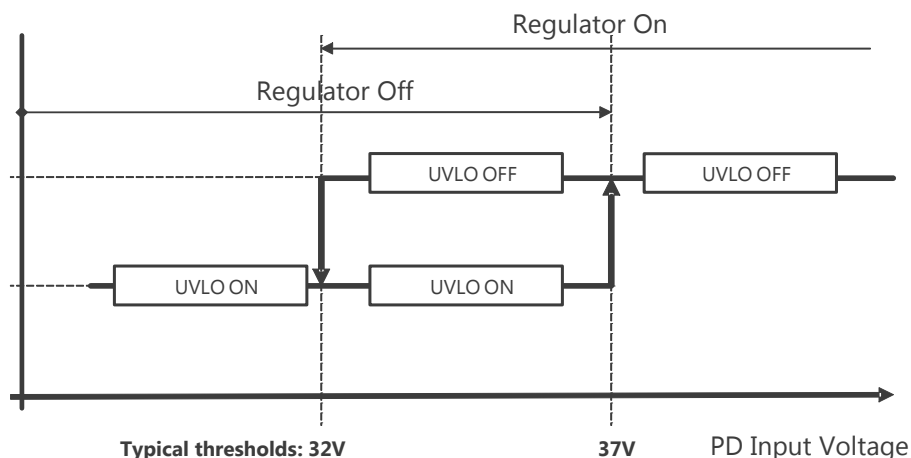 Regulator On
Regulator Off
UVLO OFF
UVLO OFF
UVLO ON
UVLO ON
Typical thresholds: 32V
37V
PD Input Voltage